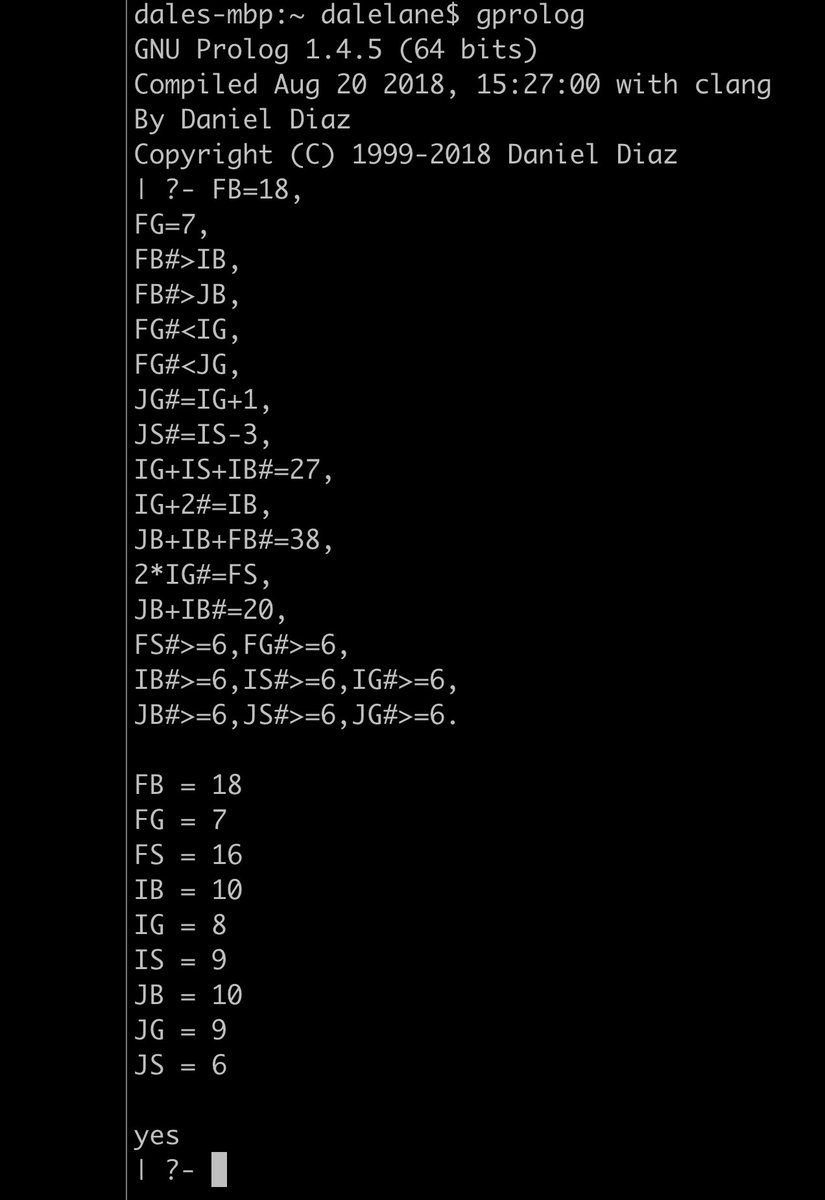 dales-mbp:~ dalelane$ gprolog
GNU Prolog 1.4.5 (64 bits)
Compiled Aug 20 2018, 15:27:00 with clang
By Daniel Diaz
Copyright (C) 1999-2018 Daniel Diaz
| ?- FB=18,
FG=7,
FB#>IB,
FB#>JB,
FG#<IG,
FG#<JG,
JG#=IG+1,
JS#=IS-3,
IG+IS+IB#=27,
IG+2#=IB,
JB+IB+FB#=38,
2*IG#=FS,
JB+IB#=20,
FS#>=6,FG#>=6,
IB#>=6,IS#>=6,IG#>=6,
JB#>=6,JS#>=6,JG#>=6.
FB = 18
FG = 7
FS = 16
IB = 10
IG = 8
IS = 9
JB = 10
JG = 9
JS = 6
yes
| ?-